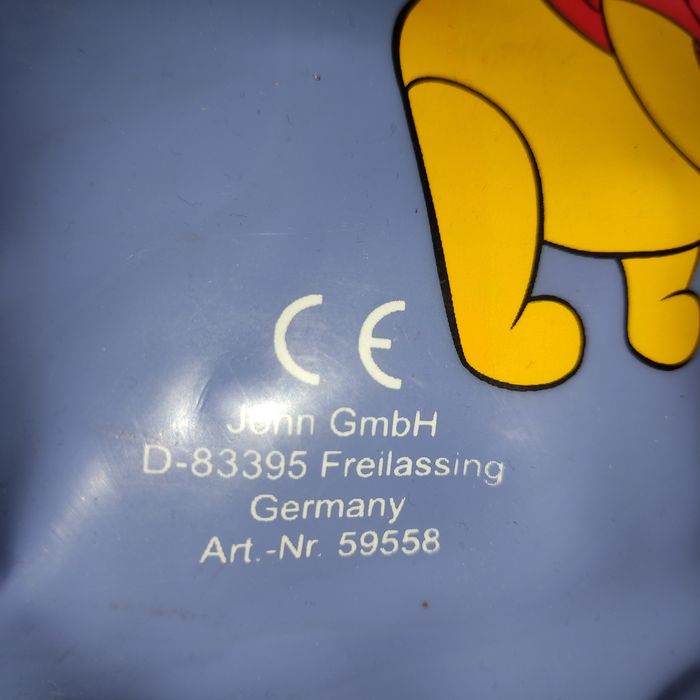 CE
John GmbH
D-83395 Freilassing
Germany
Art.-Nr. 59558